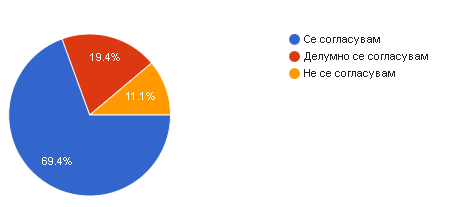 Се согласувам
Делумно се согласувам
Не се согласувам
19.4%
11.1%
69.4%